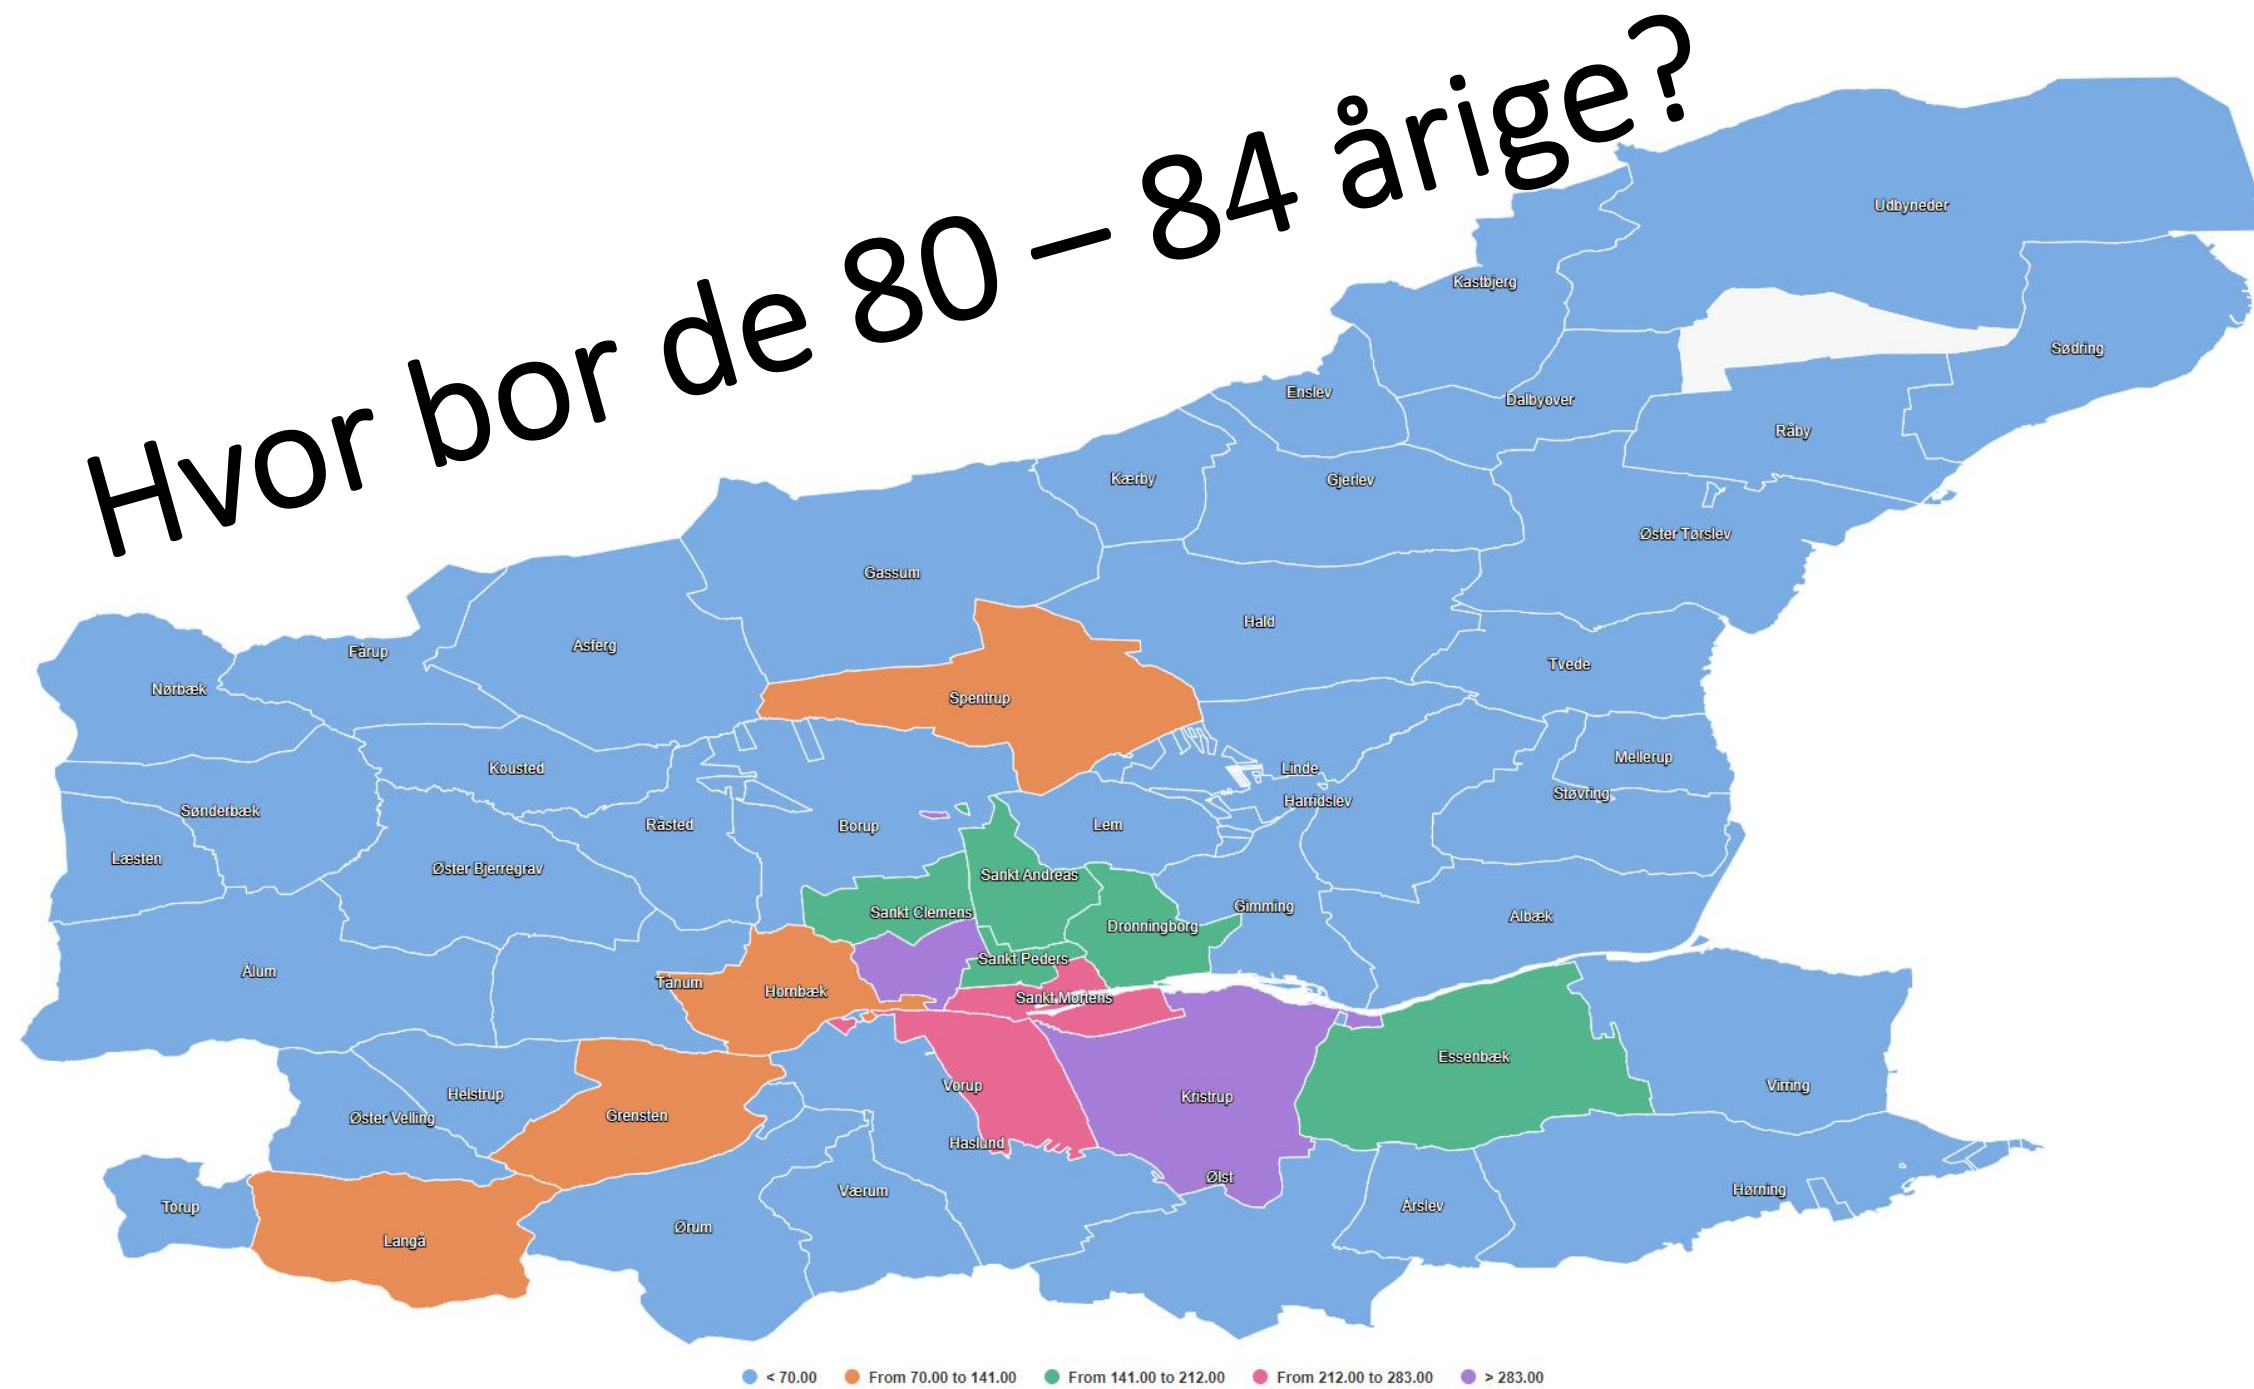 Hvor bor de 80 – 84 årige?
Udbyneder
Kastbjerg
Sødring
Enslev
Dalbyover
Råby
Kærby
Gjerlev
Øster Tørslev
Gassum
Hald
Asferg
Fårup
Tvede
Nørbæk
Spentrup
Mellerup
Kousted
Linde
Støvring
Harridslev
Sønderbæk
Råsted
Borup
Lem
Læsten
Øster Bjerregrav
Sankt Andreas
Gimming
Sankt Clemens
Albæk
Dronningborg
Sankt Peders
Ålum
Tånum
Hornbæk
Sankt Mortens
Essenbæk
Vorup
Virring
Helstrup
Kristrup
Grensten
Øster Velling
Haslund
Ølst
Værum
Hørning
Torup
Årslev
Ørum
Langå
< 70.00 From 70.00 to 141.00 From 141.00 to 212.00 From 212.00 to 283.00 > 283.00